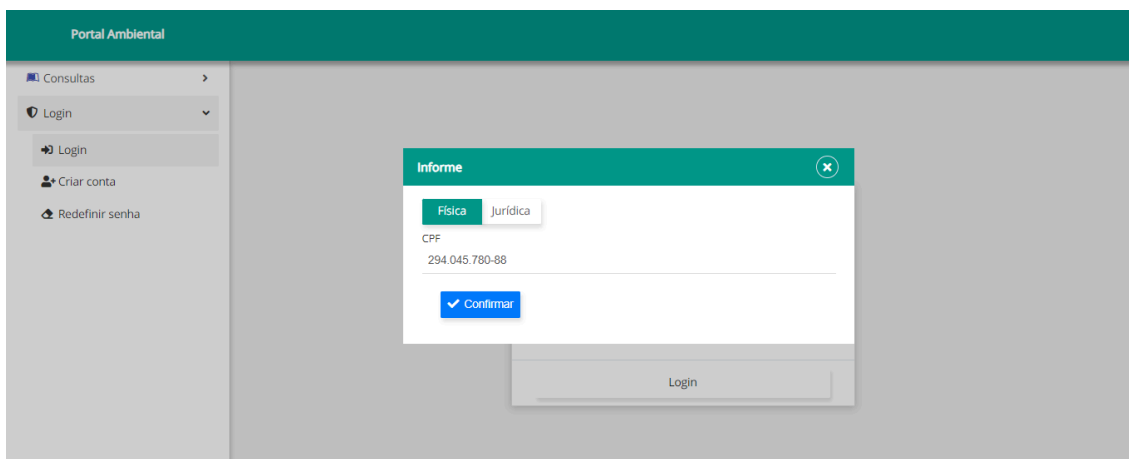 Portal Ambiental
Consultas
Login
Login
Criar conta
Redefinir senha
Informe
Física Jurídica
CPF
294.045.780-88
Confirmar
Login